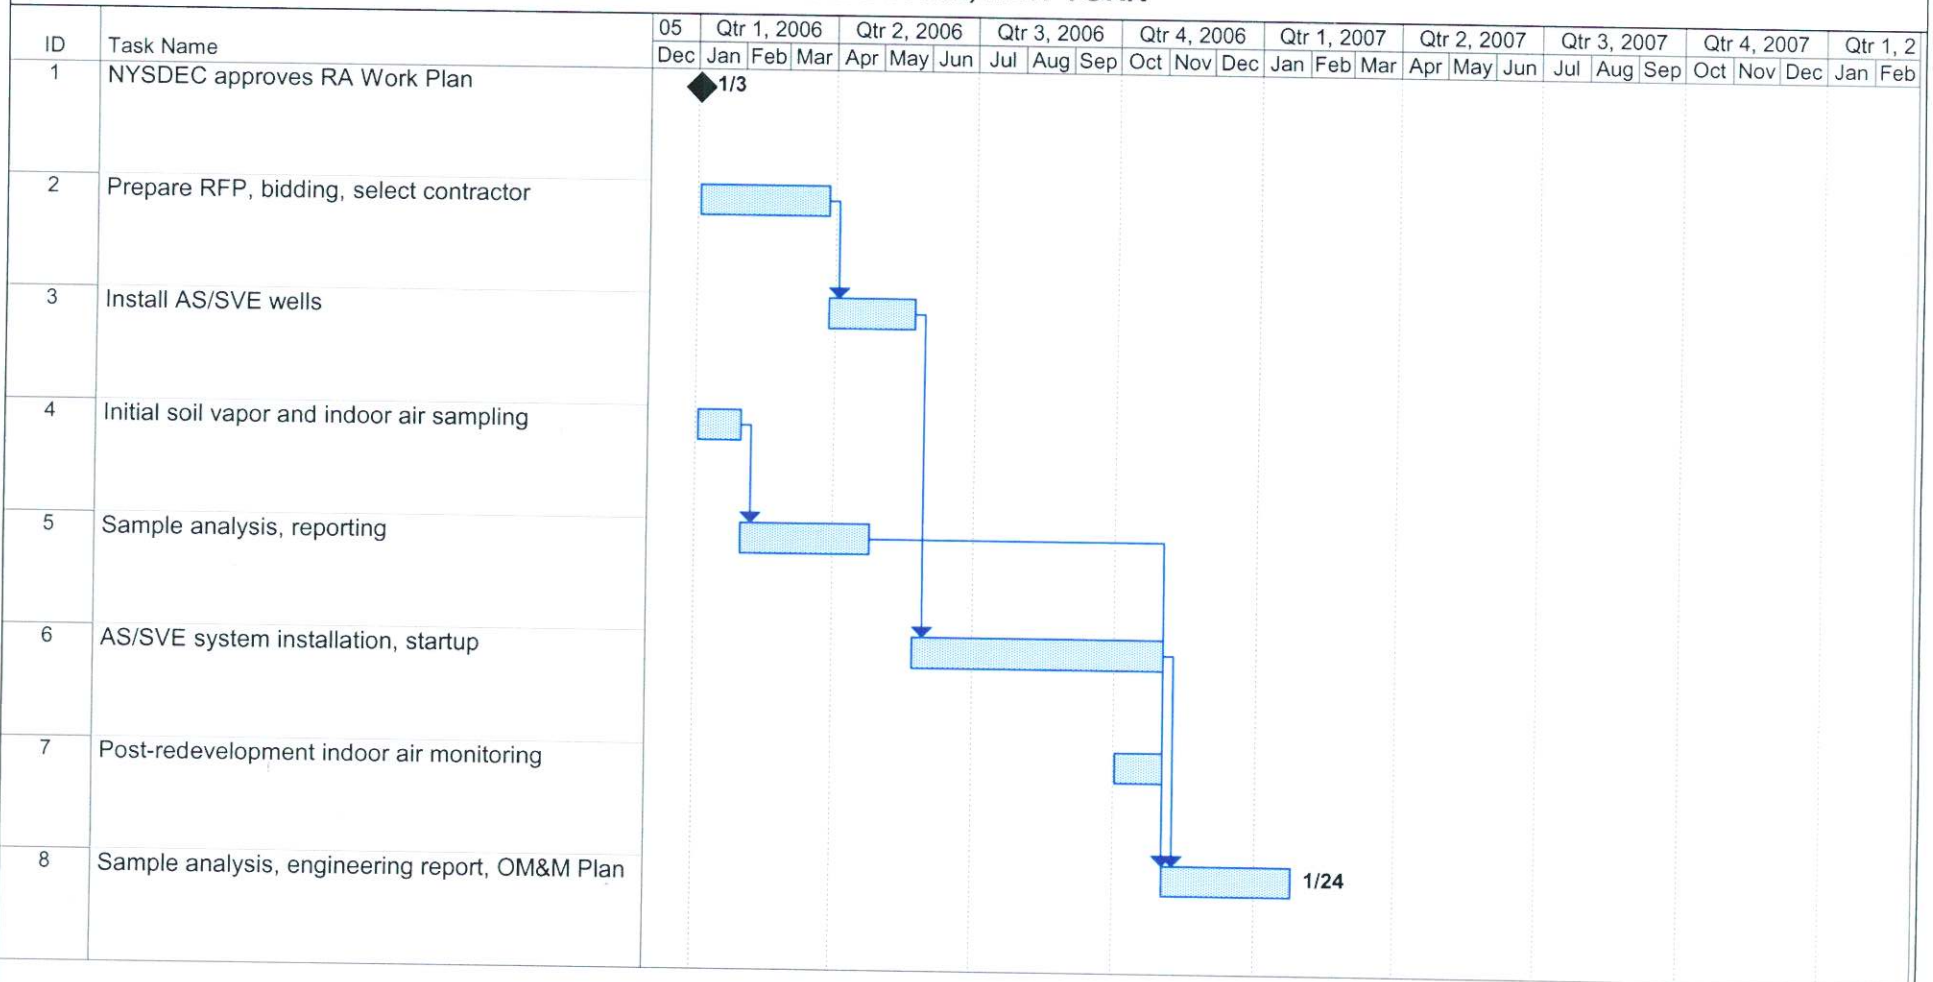 05 Qtr 1, 2006 Qtr 2, 2006 Qtr 3, 2006 Qtr 4, 2006 Qtr 1, 2007 Qtr 2, 2007 Qtr 3, 2007 Qtr 4, 2007 Qtr 1, 2
ID Task Name Dec Jan Feb Mar Apr May Jun Jul Aug Sep Oct Nov Dec Jan Feb Mar Apr May Jun Jul Aug Sep Oct Nov Dec Jan Feb
1 NYSDEC approves RA Work Plan 1/3
2 Prepare RFP, bidding, select contractor
3 Install AS/SVE wells
4 Initial soil vapor and indoor air sampling
5 Sample analysis, reporting
6 AS/SVE system installation, startup
7 Post-redevelopment indoor air monitoring
8 Sample analysis, engineering report, OM&M Plan 1/24